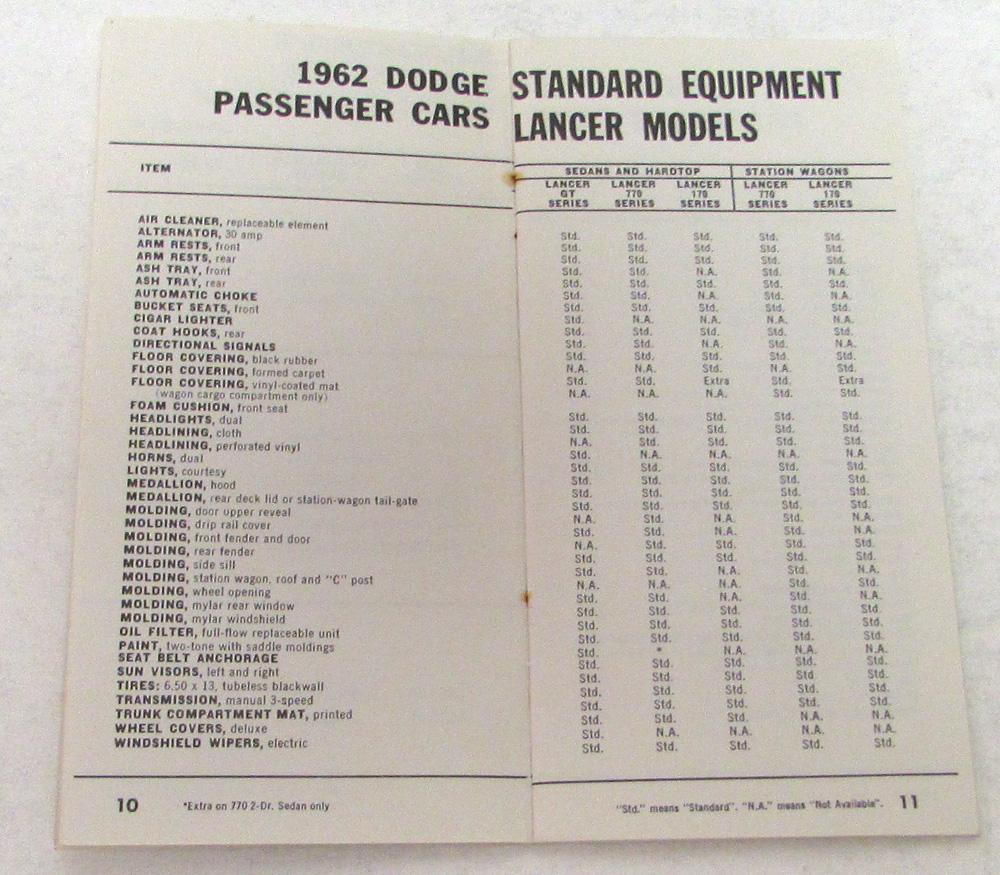 1962 DODGE
PASSENGER CARS
ITEM
AIR CLEANER, replaceable element
ALTERNATOR, 30 amp
ARM RESTS, front
ARM RESTS, rear
ASH TRAY, front
ASH TRAY, rear
AUTOMATIC CHOKE
BUCKET SEATS, front
CIGAR LIGHTER
COAT HOOKS, rear
DIRECTIONAL SIGNALS
FLOOR COVERING, black rubber
FLOOR COVERING, formed carpet
FLOOR COVERING, vinyl-coated mat
(wagon cargo compartment only)
FOAM CUSHION, front seat
HEADLIGHTS, dual
HEADLINING, cloth
HEADLINING, perforated vinyl
HORNS, dual
LIGHTS, courtesy
MEDALLION, hood
MEDALLION, rear deck lid or station-wagon tail-gate
MOLDING, door upper reveal
MOLDING, drip rail cover
MOLDING, front fender and door
MOLDING, rear fender
MOLDING, side sill
MOLDING, station wagon, roof and "C" post
MOLDING, wheel opening
MOLDING, mylar rear window
MOLDING, mylar windshield
OIL FILTER, full-flow replaceable unit
PAINT, two-tone with saddle moldings
SEAT BELT ANCHORAGE
SUN VISORS, left and right
TIRES: 6.50 x 13, tubeless blackwall
TRANSMISSION, manual 3-speed
TRUNK COMPARTMENT MAT, printed
WHEEL COVERS, deluxe
WINDSHIELD WIPERS, electric
10 *Extra on 770 2-Dr. Sedan only
STANDARD EQUIPMENT
LANCER MODELS
SEDANS AND HARDTOP STATION WAGONS
LANCER LANCER LANCER LANCER LANCER
GT 770 170 770 170
SERIES SERIES SERIES SERIES SERIES
Std. Std. Std. Std. Std.
Std. Std. Std. Std. Std.
Std. Std. Std. Std. Std.
Std. Std. N.A. Std. N.A.
Std. Std. Std. Std. Std.
Std. Std. N.A. Std. N.A.
Std. Std. Std. Std. Std.
Std. N.A. N.A. N.A. N.A.
Std. Std. Std. Std. Std.
Std. Std. N.A. Std. N.A.
Std. Std. Std. Std. Std.
N.A. N.A. Std. N.A. Std.
Std. Std. Extra Std. Extra
N.A. N.A. N.A. Std. Std.
Std. Std. Std. Std. Std.
Std. Std. Std. Std. Std.
N.A. Std. Std. Std. Std.
Std. N.A. N.A. N.A. N.A.
Std. Std. Std. Std. Std.
Std. Std. Std. Std. Std.
Std. Std. Std. Std. Std.
Std. Std. Std. Std. Std.
N.A. Std. N.A. Std. N.A.
Std. Std. Std. Std. Std.
N.A. Std. Std. Std. Std.
Std. Std. Std. Std. Std.
Std. Std. N.A. Std. N.A.
N.A. N.A. N.A. Std. Std.
Std. Std. N.A. Std. N.A.
Std. Std. Std. Std. Std.
Std. Std. Std. Std. Std.
Std. Std. Std. Std. Std.
Std. * N.A. N.A. N.A.
Std. Std. Std. Std. Std.
Std. Std. Std. Std. Std.
Std. Std. Std. Std. Std.
Std. Std. Std. Std. Std.
Std. Std. Std. N.A. N.A.
Std. N.A. N.A. N.A. N.A.
Std. Std. Std. Std. Std.
"Std." means "Standard". "N.A." means "Not Available". 11